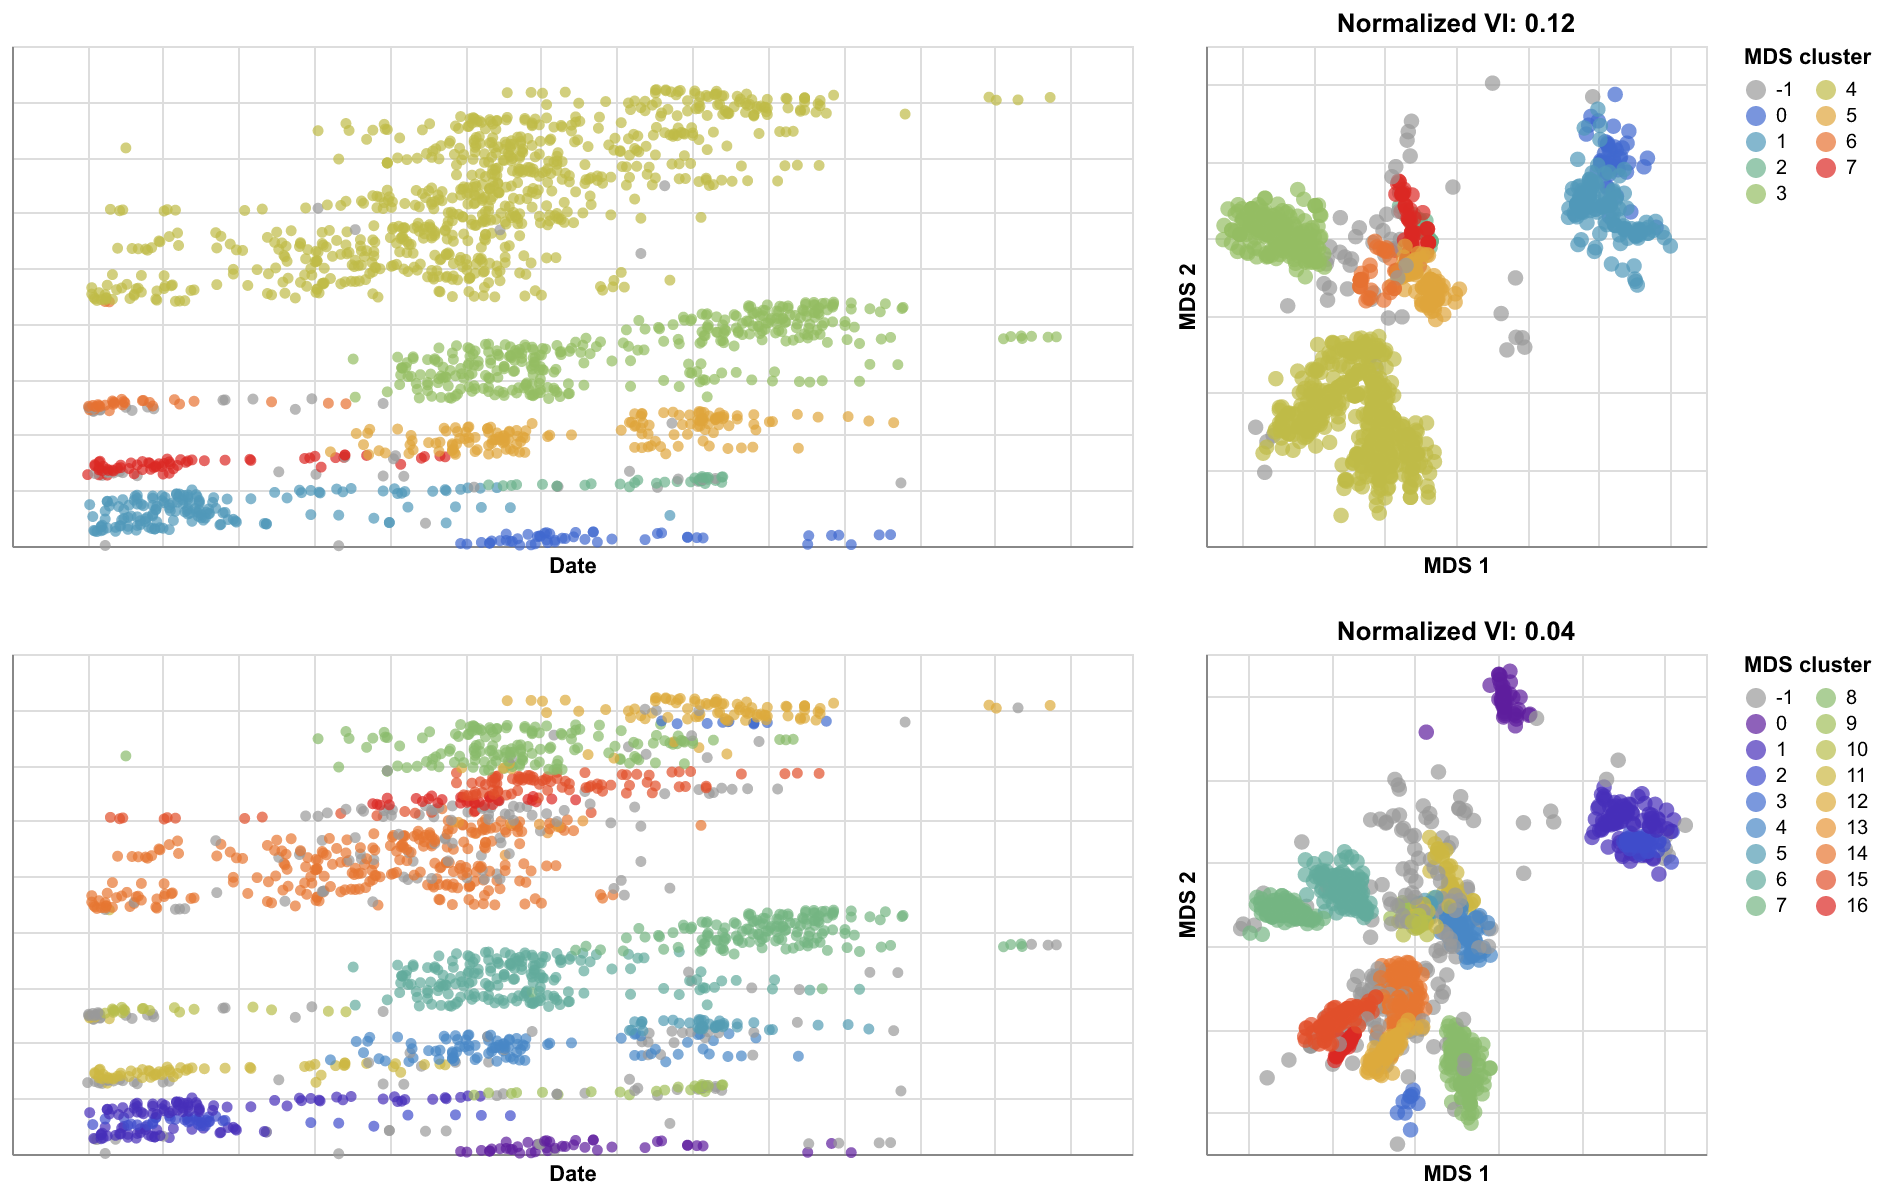 Normalized VI: 0.12
MDS cluster
-1 4
0 5
1 6
2 7
3
MDS 2
Date
MDS 1
Normalized VI: 0.04
MDS cluster
-1 8
0 9
1 10
2 11
3 12
4 13
5 14
6 15
7 16
MDS 2
Date
MDS 1